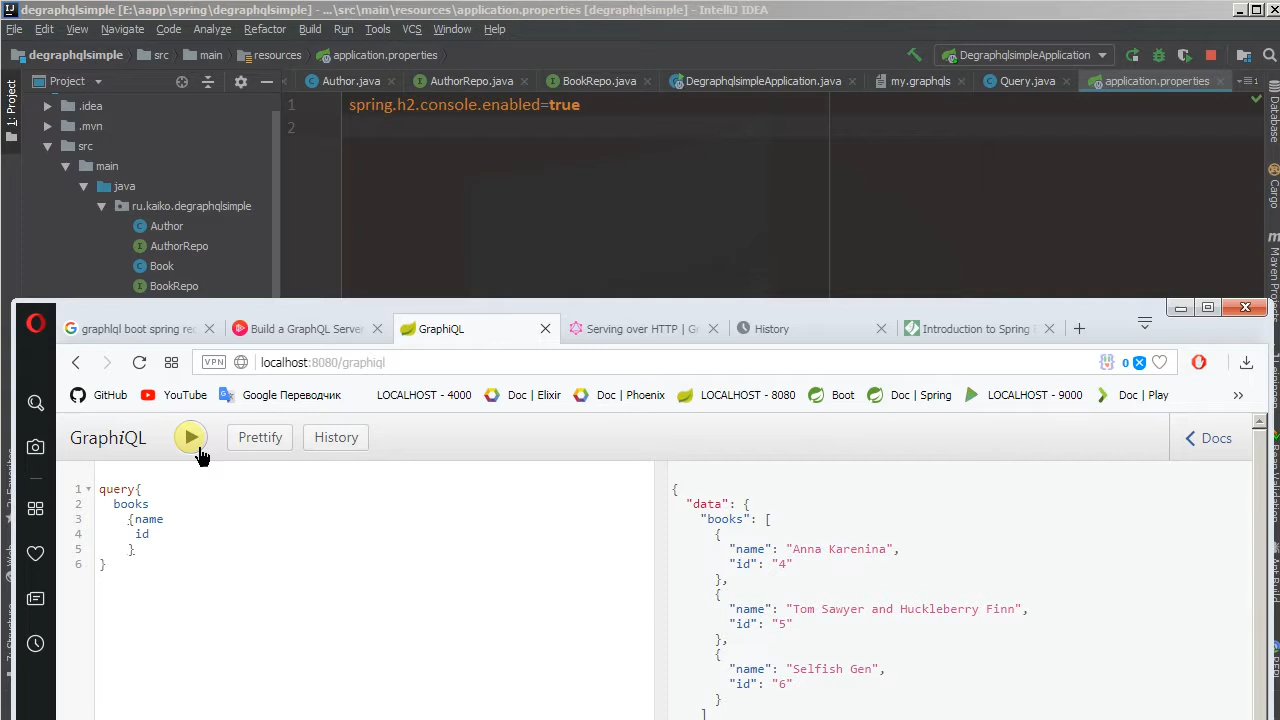 degraphqlsimple [E:\aapp\spring\degraphqlsimple] - ...\src\main\resources\application.properties [degraphqlsimple] - IntelliJ IDEA
File Edit View Navigate Code Analyze Refactor Build Run Tools VCS Window Help
degraphqlsimple src main resources application.properties DegraphqlsimpleApplication
1: Project
Project
Author.java AuthorRepo.java BookRepo.java DegraphqlsimpleApplication.java my.graphqls Query.java application.properties
Database
.idea
.mvn
src
main
java
ru.kaiko.degraphqlsimple
Author
AuthorRepo
Book
BookRepo
1 spring.h2.console.enabled=true
2
Cargo
graphlql boot spring re Build a GraphQL Server GraphiQL Serving over HTTP | G History Introduction to Spring
VPN localhost:8080/graphiql 0
GitHub YouTube Google Переводчик LOCALHOST - 4000 Doc | Elixir Doc | Phoenix LOCALHOST - 8080 Boot Doc | Spring LOCALHOST - 9000 Doc | Play
GraphiQL Prettify History Docs
1 query{
2 books
3 {name
4 id
5 }
6 }
{
"data": {
"books": [
{
"name": "Anna Karenina",
"id": "4"
},
{
"name": "Tom Sawyer and Huckleberry Finn",
"id": "5"
},
{
"name": "Selfish Gen",
"id": "6"
}
]